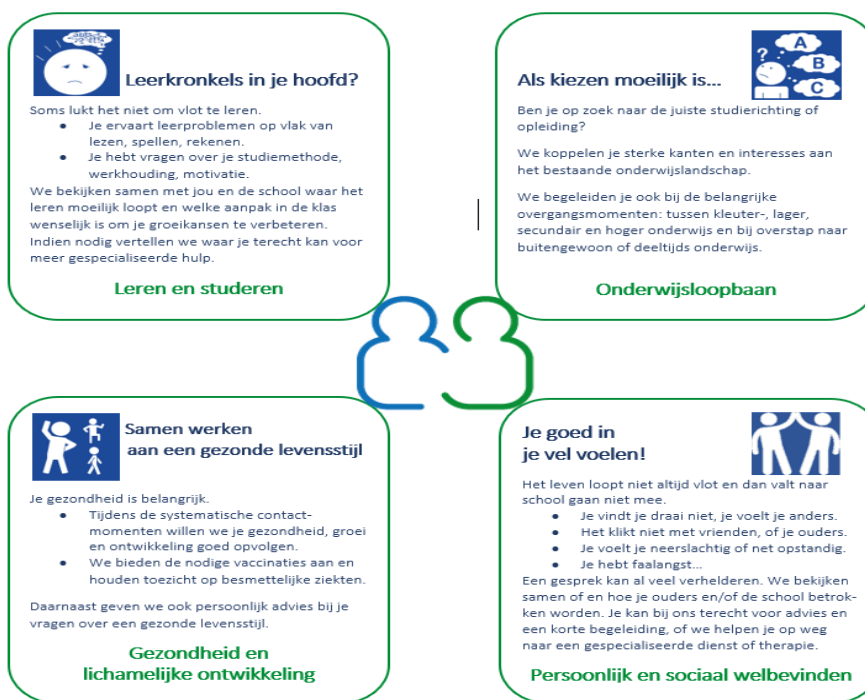 Leerkronkels in je hoofd?
Soms lukt het niet om vlot te leren.
● Je ervaart leerproblemen op vlak van
lezen, spellen, rekenen.
● Je hebt vragen over je studiemethode,
werkhouding, motivatie.
We bekijken samen met jou en de school waar het
leren moeilijk loopt en welke aanpak in de klas
wenselijk is om je groeikansen te verbeteren.
Indien nodig vertellen we waar je terecht kan voor
meer gespecialiseerde hulp.
Leren en studeren
A
? B
C
Als kiezen moeilijk is...
Ben je op zoek naar de juiste studierichting of
opleiding?
We koppelen je sterke kanten en interesses aan
het bestaande onderwijslandschap.
We begeleiden je ook bij de belangrijke
overgangsmomenten: tussen kleuter-, lager,
secundair en hoger onderwijs en bij overstap naar
buitengewoon of deeltijds onderwijs.
Onderwijsloopbaan
Samen werken
aan een gezonde levensstijl
Je gezondheid is belangrijk.
● Tijdens de systematische contact-
momenten willen we je gezondheid, groei
en ontwikkeling goed opvolgen.
● We bieden de nodige vaccinaties aan en
houden toezicht op besmettelijke ziekten.
Daarnaast geven we ook persoonlijk advies bij je
vragen over een gezonde levensstijl.
Gezondheid en
lichamelijke ontwikkeling
Je goed in
je vel voelen!
Het leven loopt niet altijd vlot en dan valt naar
school gaan niet mee.
● Je vindt je draai niet, je voelt je anders.
● Het klikt niet met vrienden, of je ouders.
● Je voelt je neerslachtig of net opstandig.
● Je hebt faalangst...
Een gesprek kan al veel verhelderen. We bekijken
samen of en hoe je ouders en/of de school betrok-
ken worden. Je kan bij ons terecht voor advies en
een korte begeleiding, of we helpen je op weg
naar een gespecialiseerde dienst of therapie.
Persoonlijk en sociaal welbevinden